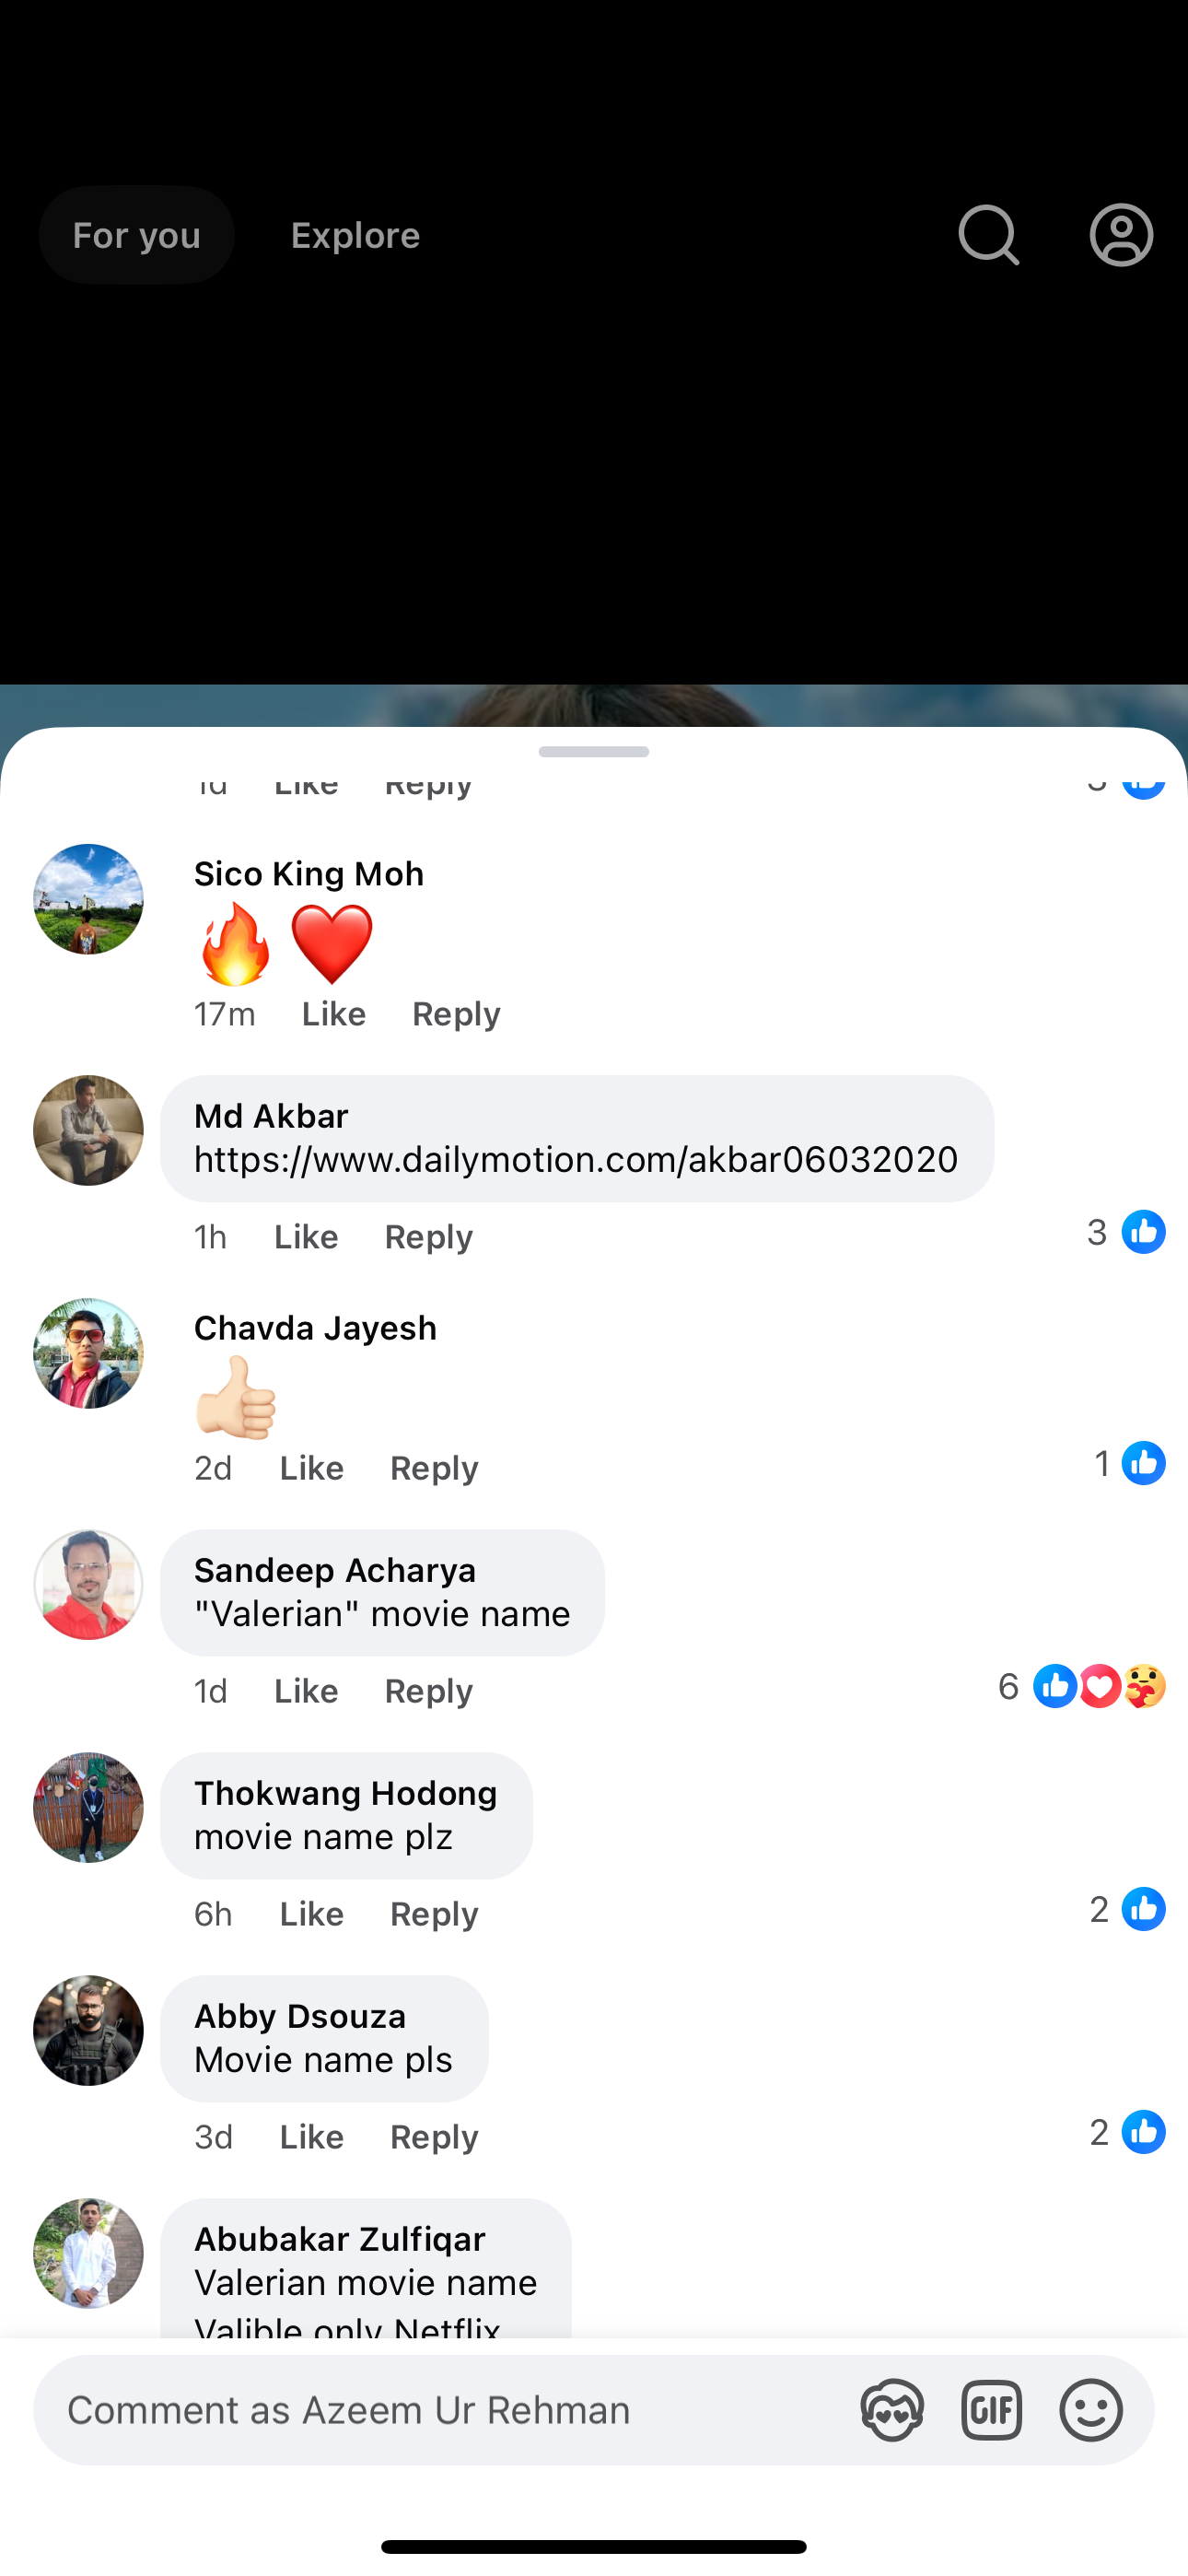 For you
Explore
1d Like Reply
Sico King Moh
🔥 ❤️
17m Like Reply
Md Akbar
https://www.dailymotion.com/akbar06032020
1h Like Reply 3
Chavda Jayesh
👍🏻
2d Like Reply 1
Sandeep Acharya
"Valerian" movie name
1d Like Reply 6
Thokwang Hodong
movie name plz
6h Like Reply 2
Abby Dsouza
Movie name pls
3d Like Reply 2
Abubakar Zulfiqar
Valerian movie name
Valible only Netflix
Comment as Azeem Ur Rehman
GIF